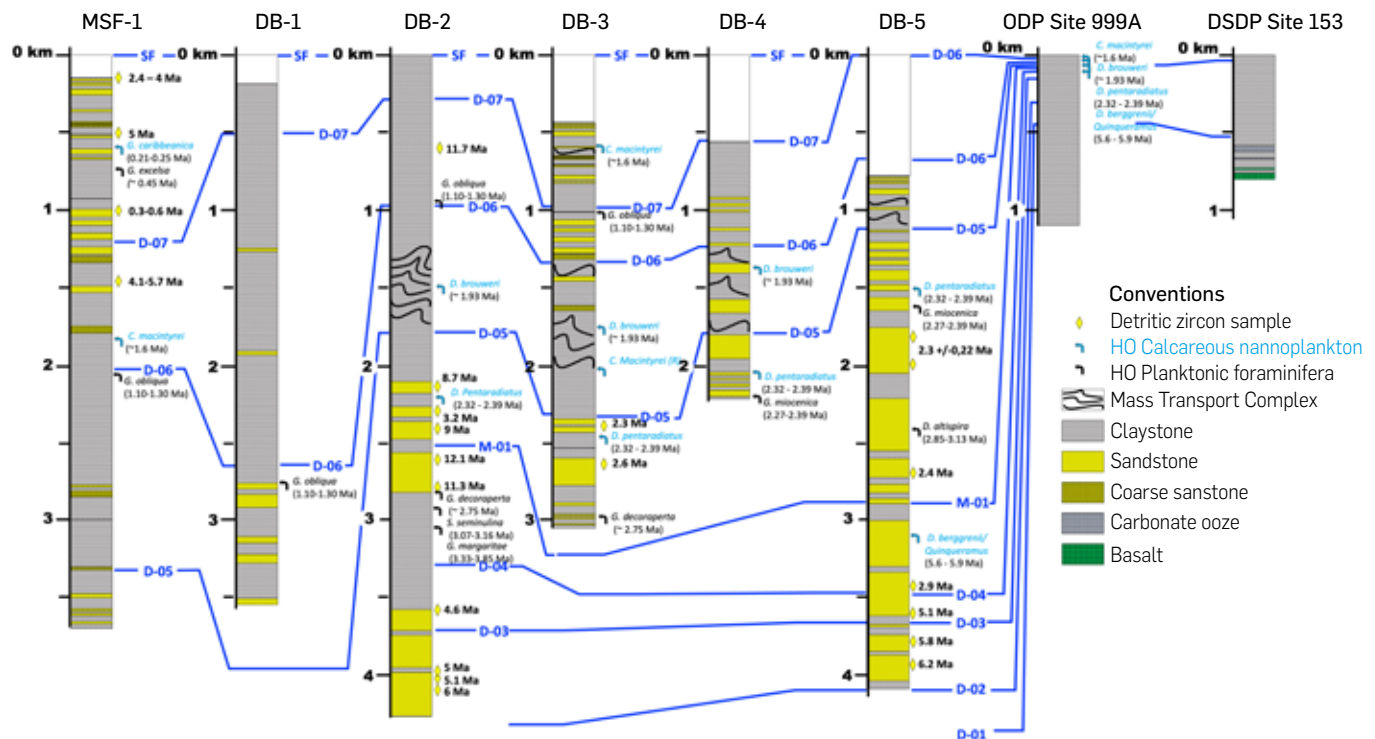 MSF-1
DB-1
DB-2
DB-3
DB-4
DB-5
ODP Site 999A
DSDP Site 153
0 km
SF
0 km
SF
0 km
SF
0 km
SF
0 km
D-06
0 km
0 km
2.4 – 4 Ma
5 Ma
G. caribbeanica
(0.21-0.25 Ma)
G. excelsa
(~ 0.45 Ma)
0.3-0.6 Ma
1
D-07
4.1-5.7 Ma
C. macintyrei
(~1.6 Ma)
2
D-06
G. obliqua
(1.10-1.30 Ma)
3
D-05
D-07
1
2
D-06
G. obliqua
(1.10-1.30 Ma)
3
D-07
11.7 Ma
G. obliqua
(1.10-1.30 Ma)
1
D-06
D. brouweri
(~ 1.93 Ma)
D-05
2
8.7 Ma
D. Pentaradiatus
(2.32 - 2.39 Ma)
3.2 Ma
9 Ma
M-01
12.1 Ma
11.3 Ma
G. decoraperta
(~ 2.75 Ma)
3
S. seminulina
(3.07-3.16 Ma)
G. margaritae
(3.33-3.85 Ma)
D-04
4.6 Ma
D-03
4
5 Ma
5.1 Ma
6 Ma
C. macintyrei
(~1.6 Ma)
1
D-07
G. obliqua
(1.10-1.30 Ma)
D-06
D. brouweri
(~ 1.93 Ma)
2
C. Macintyrei (R)
D-05
2.3 Ma
D. pentaradiatus
(2.32 - 2.39 Ma)
2.6 Ma
3
G. decoraperta
(~ 2.75 Ma)
D-07
1
D-06
D. brouweri
(~ 1.93 Ma)
D-05
2
D. pentaradiatus
(2.32 - 2.39 Ma)
G. miocenica
(2.27-2.39 Ma)
D-06
1
D-05
D. pentaradiatus
(2.32 - 2.39 Ma)
G. miocenica
(2.27-2.39 Ma)
2.3 +/-0,22 Ma
2
D. altispira
(2.85-3.13 Ma)
2.4 Ma
M-01
3
D. berggrenii/
Quinqueramus
(5.6 - 5.9 Ma)
2.9 Ma
D-04
5.1 Ma
D-03
5.8 Ma
6.2 Ma
4
D-02
D-01
C. macintyrei
(~1.6 Ma)
D. brouweri
(~ 1.93 Ma)
D. pentaradiatus
(2.32 - 2.39 Ma)
D. berggrenii/
Quinqueramus
(5.6 - 5.9 Ma)
1
1
Conventions
Detritic zircon sample
HO Calcareous nannoplankton
HO Planktonic foraminifera
Mass Transport Complex
Claystone
Sandstone
Coarse sanstone
Carbonate ooze
Basalt